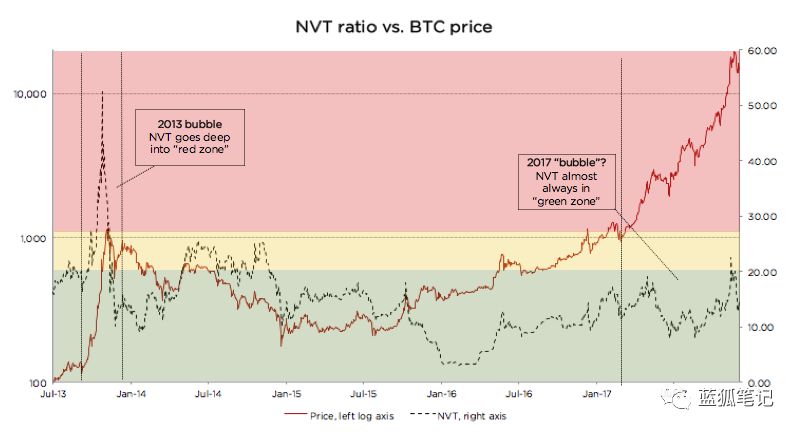 NVT ratio vs. BTC price
60.00
10,000
50.00
2013 bubble
NVT goes deep
into “red zone”
40.00
2017 “bubble”?
NVT almost
always in
“green zone”
30.00
1,000
20.00
10.00
100
0.00
Jul-13
Jan-14
Jul-14
Jan-15
Jul-15
Jan-16
Jul-16
Jan-17
Price, left log axis
NVT, right axis
蓝狐笔记